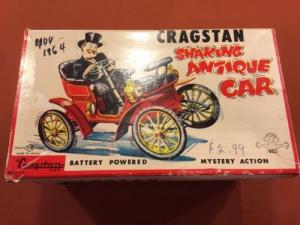 NOV-
1964
CRAGSTAN
SHAKING
ANTIQUE
CAR
$2.99
BATTERY POWERED
MYSTERY ACTION
Cragstan